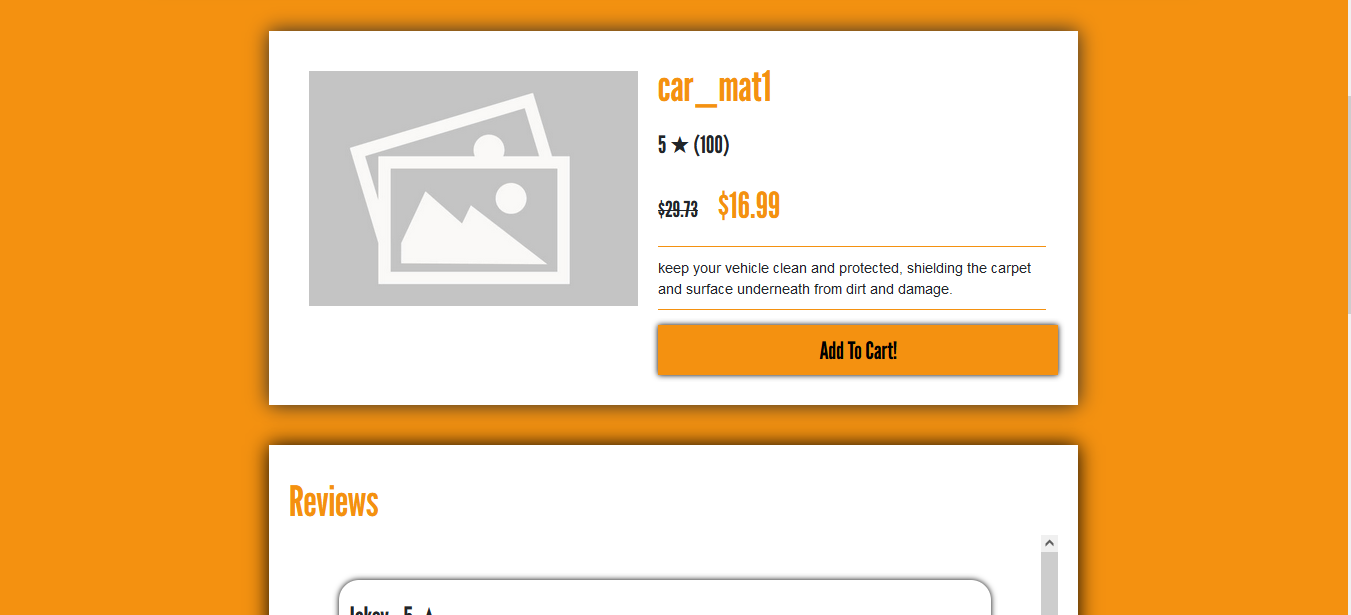 car_mat1
5 ★ (100)
$29.73 $16.99
keep your vehicle clean and protected, shielding the carpet
and surface underneath from dirt and damage.
Add To Cart!
Reviews
5 ★